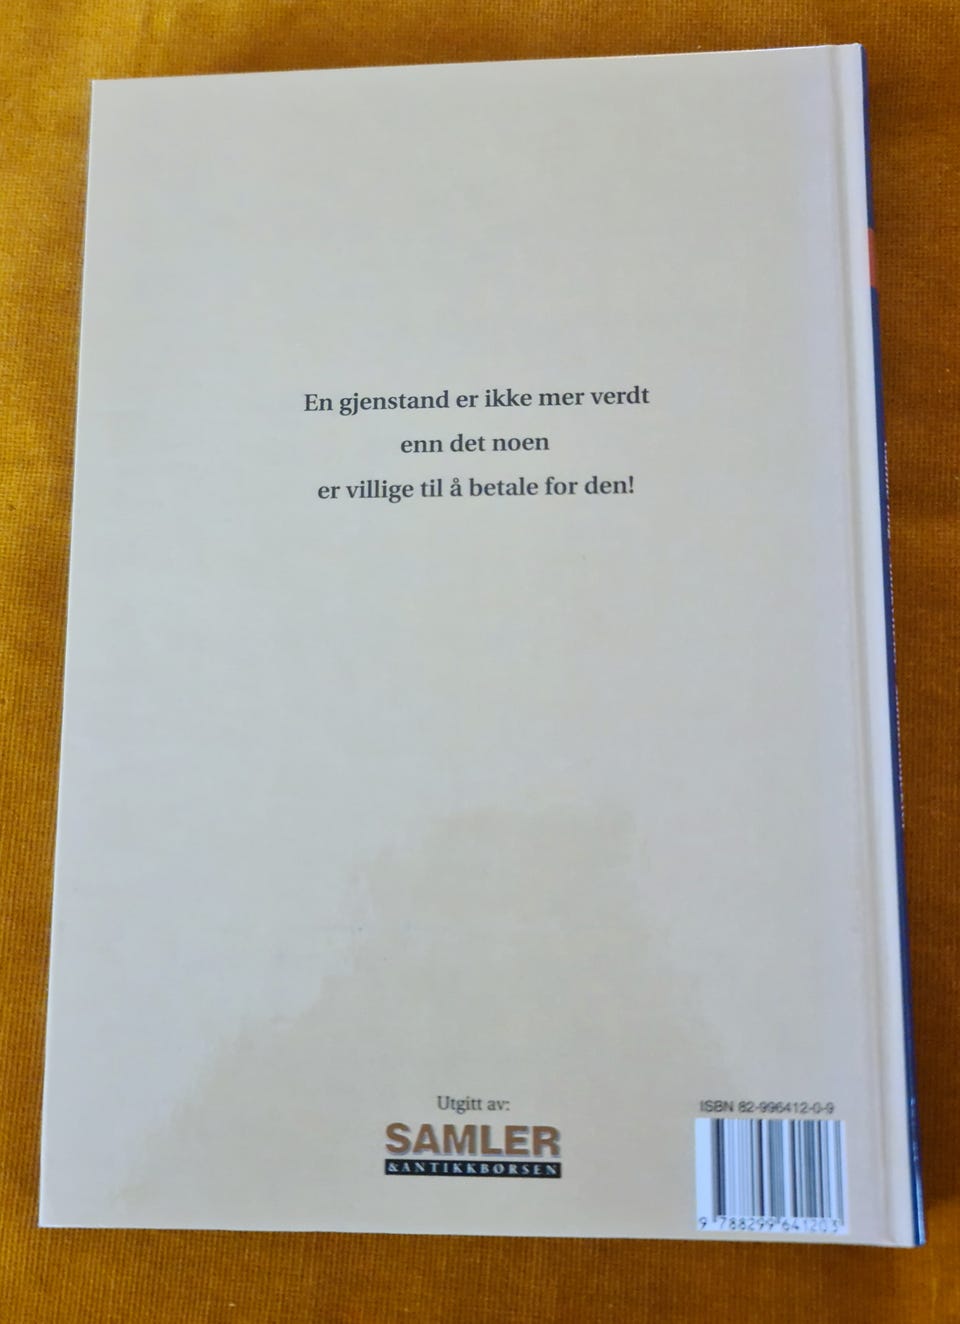 En gjenstand er ikke mer verdt
enn det noen
er villige til å betale for den!
Utgitt av:
SAMLER
&ANTIKKBØRSEN
ISBN 82-996412-0-9
9 788299 641203